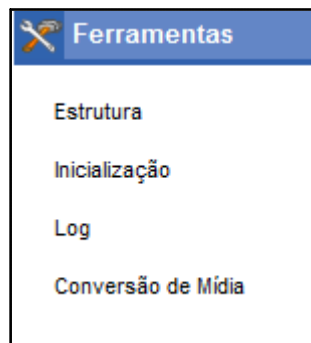 Ferramentas
Estrutura
Inicialização
Log
Conversão de Mídia